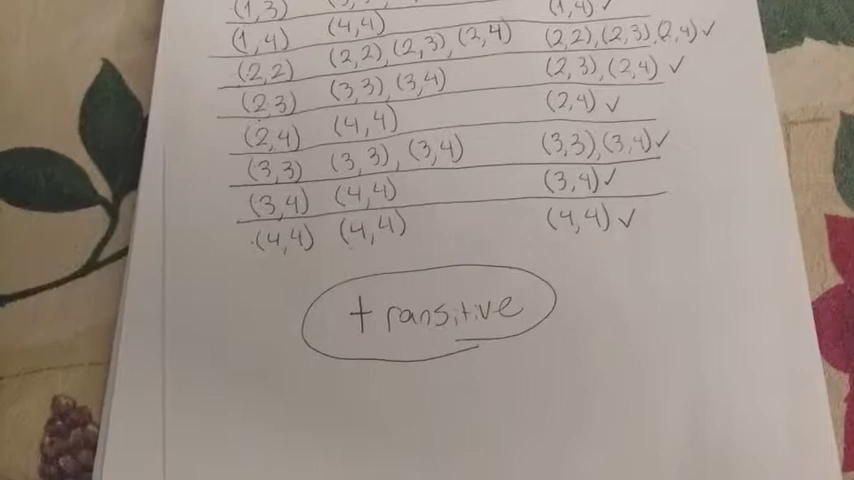 (1,3) (1,4) ✓
(1,4) (4,4)
(2,2) (2,2),(2,3),(2,4) (2,2),(2,3),(2,4) ✓
(2,3) (3,3),(3,4) (2,3),(2,4) ✓
(2,4) (4,4) (2,4) ✓
(3,3) (3,3),(3,4) (3,3),(3,4) ✓
(3,4) (4,4) (3,4) ✓
(4,4) (4,4) (4,4) ✓
transitive